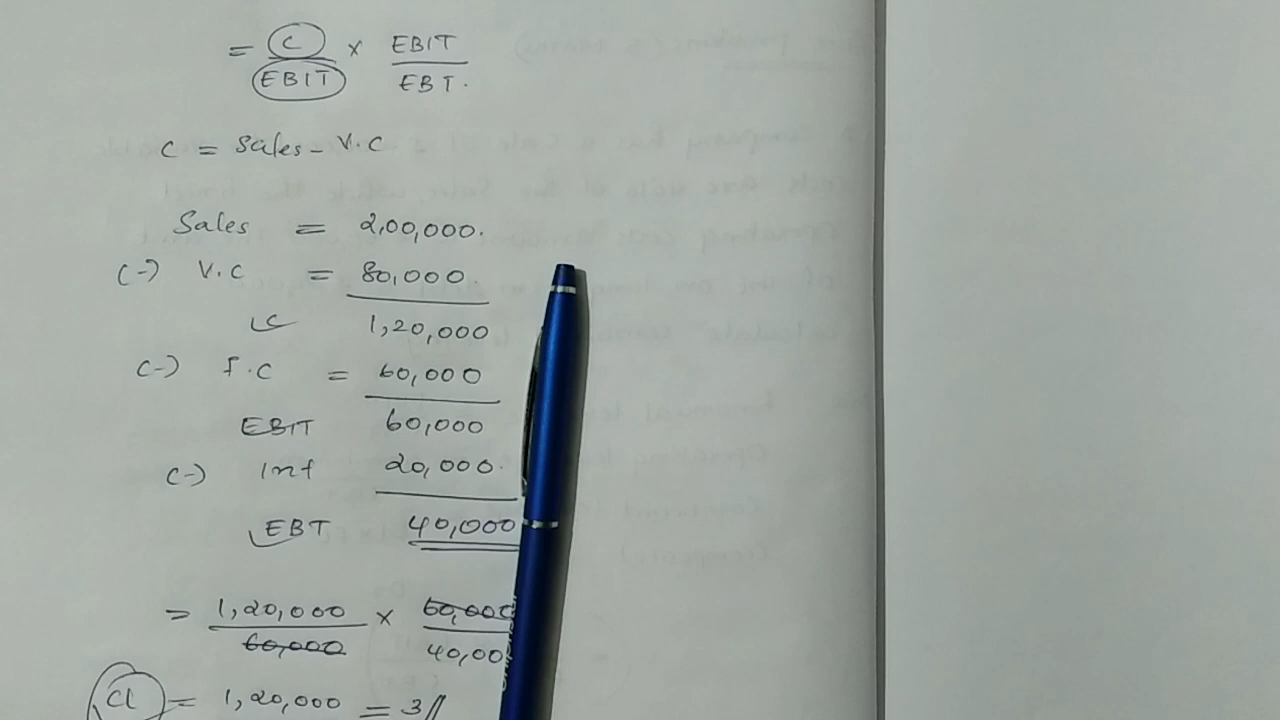 = C/EBIT × EBIT/EBT.
C = Sales - V.C
Sales = 2,00,000.
(-) V.C = 80,000.
C 1,20,000
(-) F.C = 60,000
EBIT 60,000
(-) Int 20,000.
EBT 40,000
= 1,20,000/60,000 × 60,000/40,00
CL = 1,20,000 = 3//